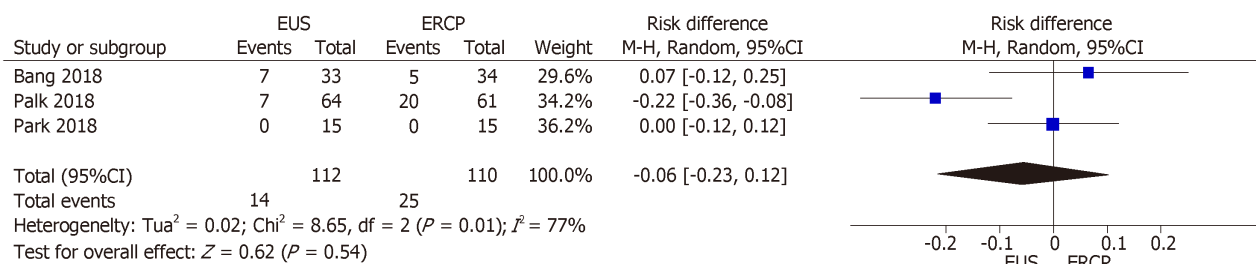 EUS ERCP Risk difference Risk difference
Study or subgroup Events Total Events Total Weight M-H, Random, 95%CI M-H, Random, 95%CI
Bang 2018 7 33 5 34 29.6% 0.07 [-0.12, 0.25]
Palk 2018 7 64 20 61 34.2% -0.22 [-0.36, -0.08]
Park 2018 0 15 0 15 36.2% 0.00 [-0.12, 0.12]
Total (95%CI) 112 110 100.0% -0.06 [-0.23, 0.12]
Total events 14 25
Heterogenelty: Tua² = 0.02; Chi² = 8.65, df = 2 (P = 0.01); I² = 77%
Test for overall effect: Z = 0.62 (P = 0.54)
-0.2 -0.1 0 0.1 0.2
EUS ERCP